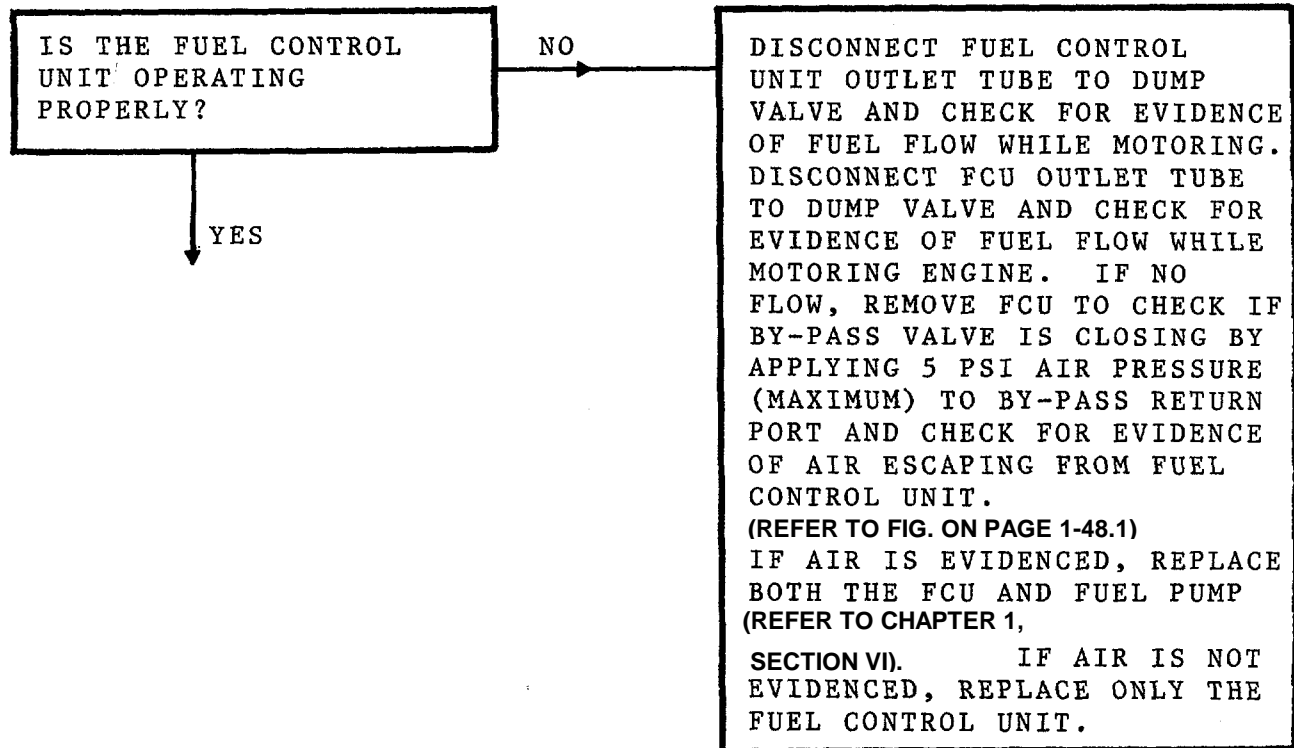 IS THE FUEL CONTROL
UNIT OPERATING
PROPERLY?
NO
YES
DISCONNECT FUEL CONTROL
UNIT OUTLET TUBE TO DUMP
VALVE AND CHECK FOR EVIDENCE
OF FUEL FLOW WHILE MOTORING.
DISCONNECT FCU OUTLET TUBE
TO DUMP VALVE AND CHECK FOR
EVIDENCE OF FUEL FLOW WHILE
MOTORING ENGINE. IF NO
FLOW, REMOVE FCU TO CHECK IF
BY-PASS VALVE IS CLOSING BY
APPLYING 5 PSI AIR PRESSURE
(MAXIMUM) TO BY-PASS RETURN
PORT AND CHECK FOR EVIDENCE
OF AIR ESCAPING FROM FUEL
CONTROL UNIT.
(REFER TO FIG. ON PAGE 1-48.1)
IF AIR IS EVIDENCED, REPLACE
BOTH THE FCU AND FUEL PUMP
(REFER TO CHAPTER 1,
SECTION VI). IF AIR IS NOT
EVIDENCED, REPLACE ONLY THE
FUEL CONTROL UNIT.